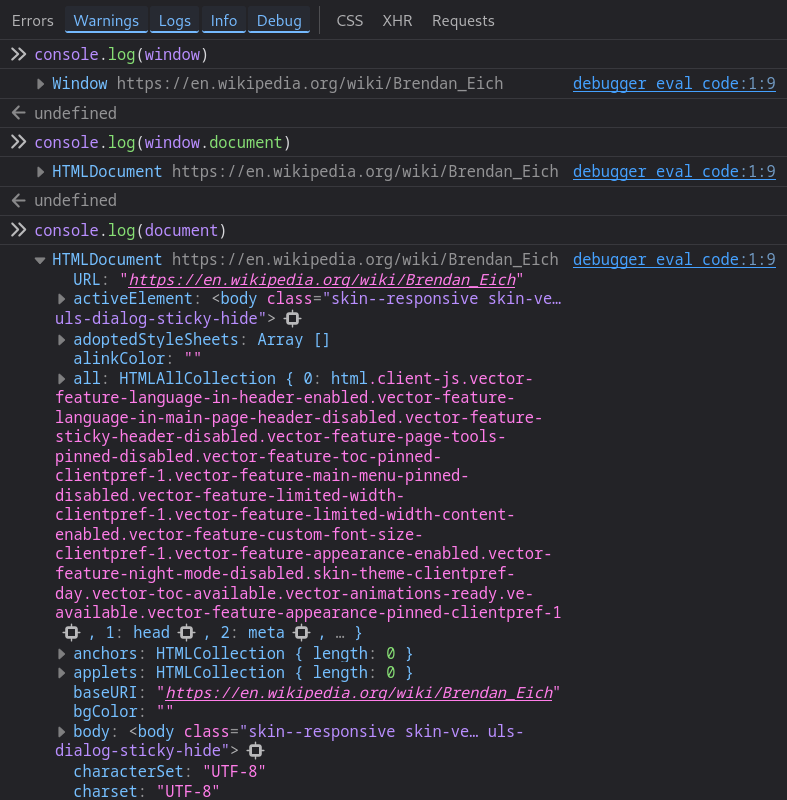 Errors Warnings Logs Info Debug CSS XHR Requests
console.log(window)
Window https://en.wikipedia.org/wiki/Brendan_Eich debugger eval code:1:9
undefined
console.log(window.document)
HTMLDocument https://en.wikipedia.org/wiki/Brendan_Eich debugger eval code:1:9
undefined
console.log(document)
HTMLDocument https://en.wikipedia.org/wiki/Brendan_Eich debugger eval code:1:9
URL: "https://en.wikipedia.org/wiki/Brendan_Eich"
activeElement: <body class="skin--responsive skin-ve…
uls-dialog-sticky-hide">
adoptedStyleSheets: Array []
alinkColor: ""
all: HTMLAllCollection { 0: html.client-js.vector-
feature-language-in-header-enabled.vector-feature-
language-in-main-page-header-disabled.vector-feature-
sticky-header-disabled.vector-feature-page-tools-
pinned-disabled.vector-feature-toc-pinned-
clientpref-1.vector-feature-main-menu-pinned-
disabled.vector-feature-limited-width-
clientpref-1.vector-feature-limited-width-content-
enabled.vector-feature-custom-font-size-
clientpref-1.vector-feature-appearance-enabled.vector-
feature-night-mode-disabled.skin-theme-clientpref-
day.vector-toc-available.vector-animations-ready.ve-
available.vector-feature-appearance-pinned-clientpref-1
, 1: head , 2: meta , … }
anchors: HTMLCollection { length: 0 }
applets: HTMLCollection { length: 0 }
baseURI: "https://en.wikipedia.org/wiki/Brendan_Eich"
bgColor: ""
body: <body class="skin--responsive skin-ve… uls-
dialog-sticky-hide">
characterSet: "UTF-8"
charset: "UTF-8"